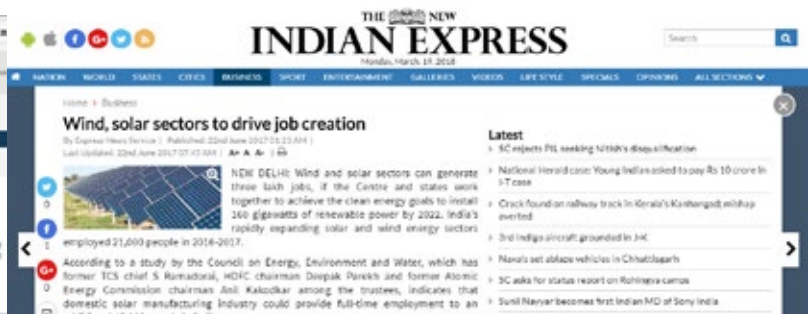 THE NEW
INDIAN EXPRESS
Monday, March, 19, 2018
Search
NATION WORLD STATES CITIES BUSINESS SPORT ENTERTAINMENT GALLERIES VIDEOS LIFE STYLE SPECIALS OPINIONS ALL SECTIONS
Home Business
Wind, solar sectors to drive job creation
By Express News Service | Published: 22nd June 2017 |
Last Updated: 22nd June 2017 07:43 AM | A+ A A- |
NEW DELHI: Wind and solar sectors can generate
three lakh jobs, if the Centre and states work
together to achieve the clean energy goals to install
160 gigawatts of renewable power by 2022. India's
rapidly expanding solar and wind energy sectors
employed 21,000 people in 2016-2017.
According to a study by the Council on Energy, Environment and Water, which has
former TCS chief S Ramadorai, HDFC chairman Deepak Parekh and former Atomic
Energy Commission chairman Anil Kakodkar among the trustees, indicates that
domestic solar manufacturing industry could provide full-time employment to an
0
1
0
Latest
SC rejects PIL seeking Nitish's disqualification
National Herald case: Young Indian asked to pay Rs 10 crore in
I-T case
Crack found on railway track in Kerala's Kanhangad; mishap
averted
3rd Indigo aircraft grounded in J-K
Naxals set ablaze vehicles in Chhattisgarh
SC asks for status report on Rohingya camps
Sunil Nayyar becomes first Indian MD of Sony India